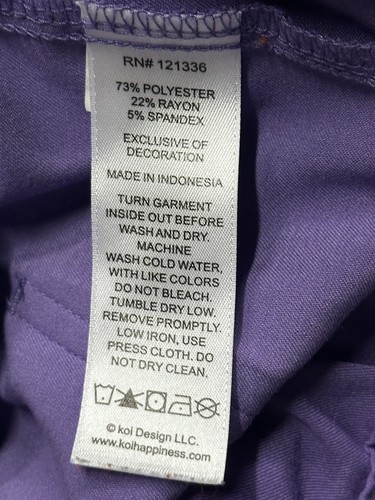 RN# 121336
73% POLYESTER
22% RAYON
5% SPANDEX
EXCLUSIVE OF
DECORATION
MADE IN INDONESIA
TURN GARMENT
INSIDE OUT BEFORE
WASH AND DRY.
MACHINE
WASH COLD WATER,
WITH LIKE COLORS
DO NOT BLEACH.
TUMBLE DRY LOW.
REMOVE PROMPTLY.
LOW IRON, USE
PRESS CLOTH. DO
NOT DRY CLEAN.
© koi Design LLC.
www.koihappiness.com